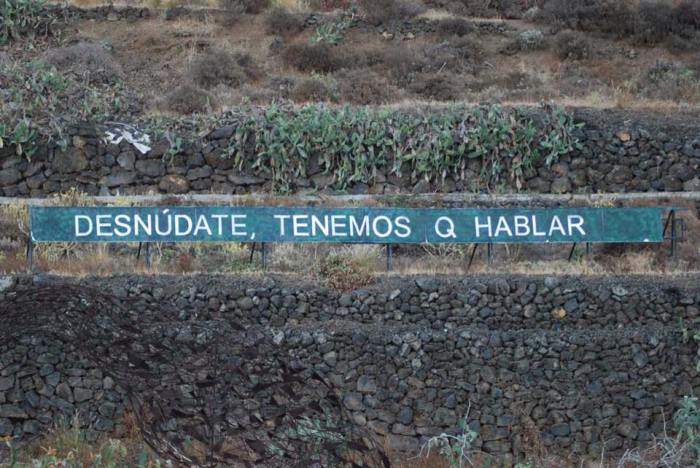 DESNÚDATE, TENEMOS Q HABLAR